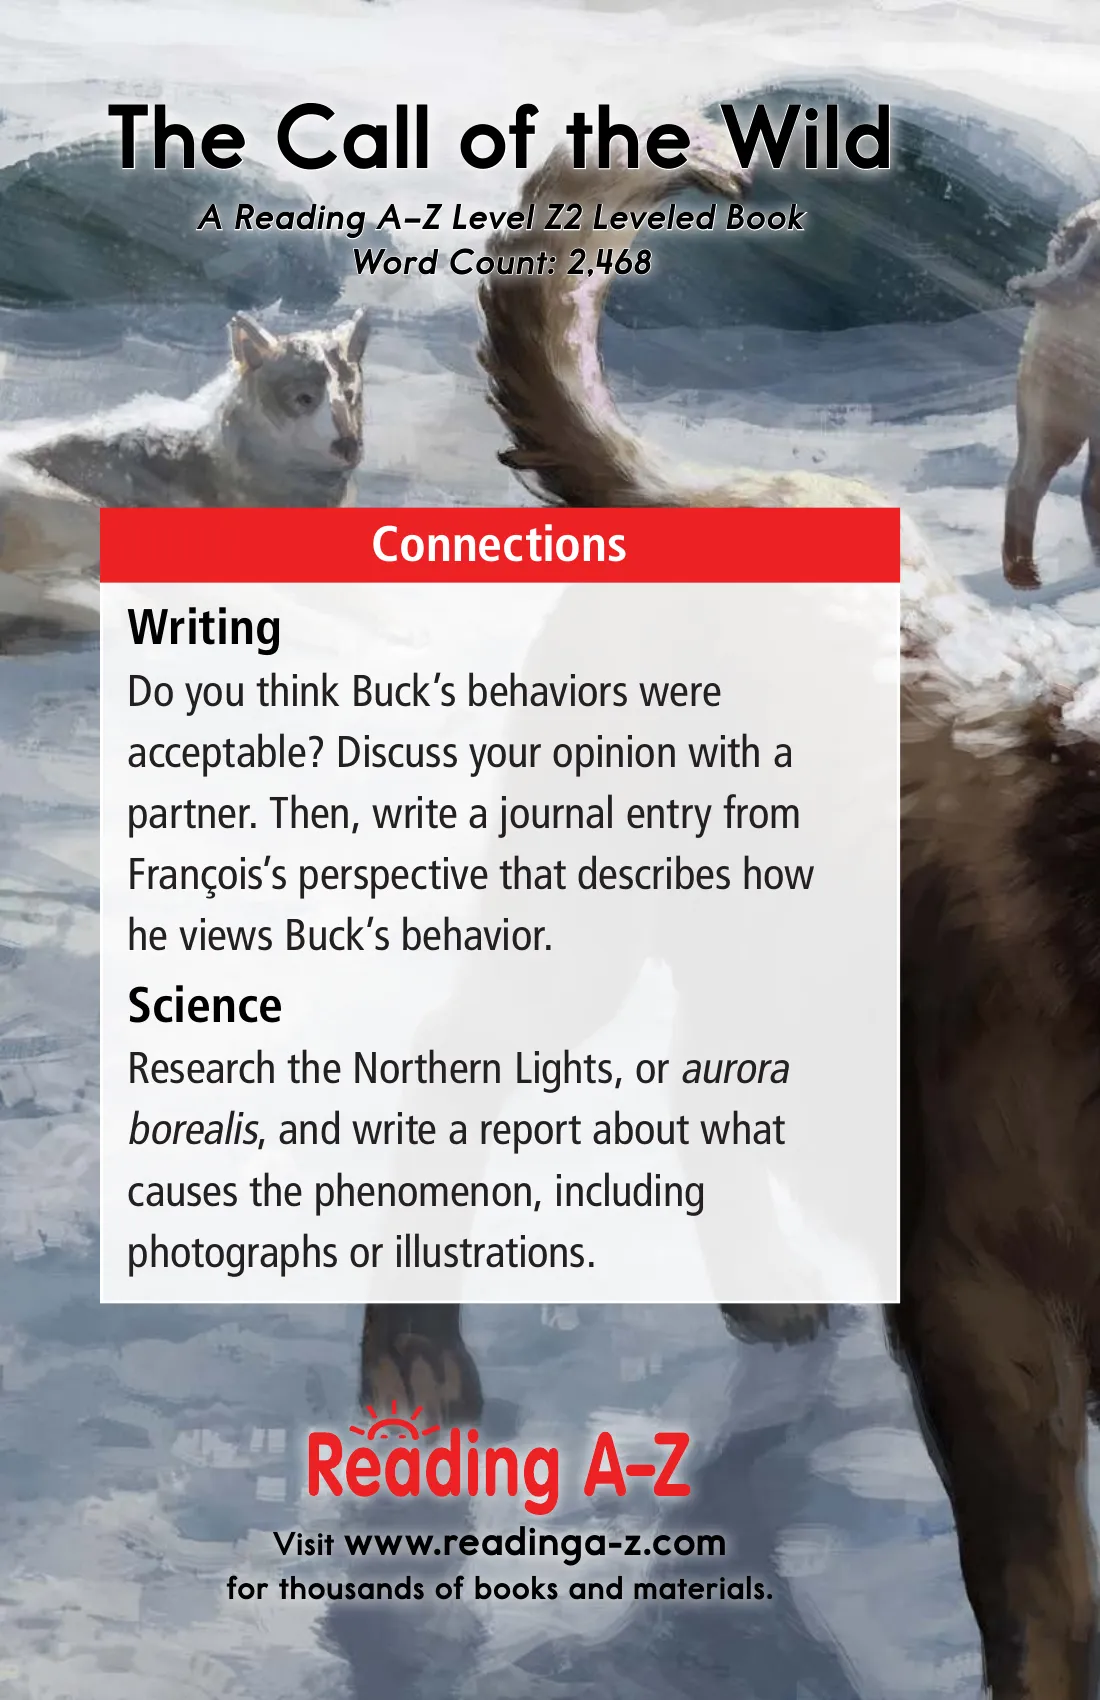 The Call of the Wild
A Reading A–Z Level Z2 Leveled Book
Word Count: 2,468
Connections
Writing
Do you think Buck’s behaviors were
acceptable? Discuss your opinion with a
partner. Then, write a journal entry from
François’s perspective that describes how
he views Buck’s behavior.
Science
Research the Northern Lights, or aurora
borealis, and write a report about what
causes the phenomenon, including
photographs or illustrations.
Reading A–Z
Visit www.readinga-z.com
for thousands of books and materials.